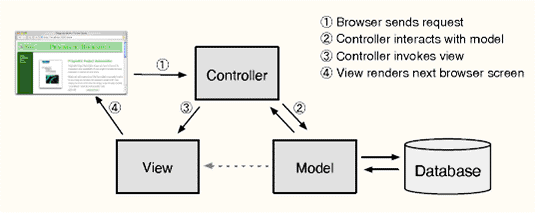 ① Browser sends request
② Controller interacts with model
③ Controller invokes view
④ View renders next browser screen
①
Controller
④
③
②
View
Model
Database